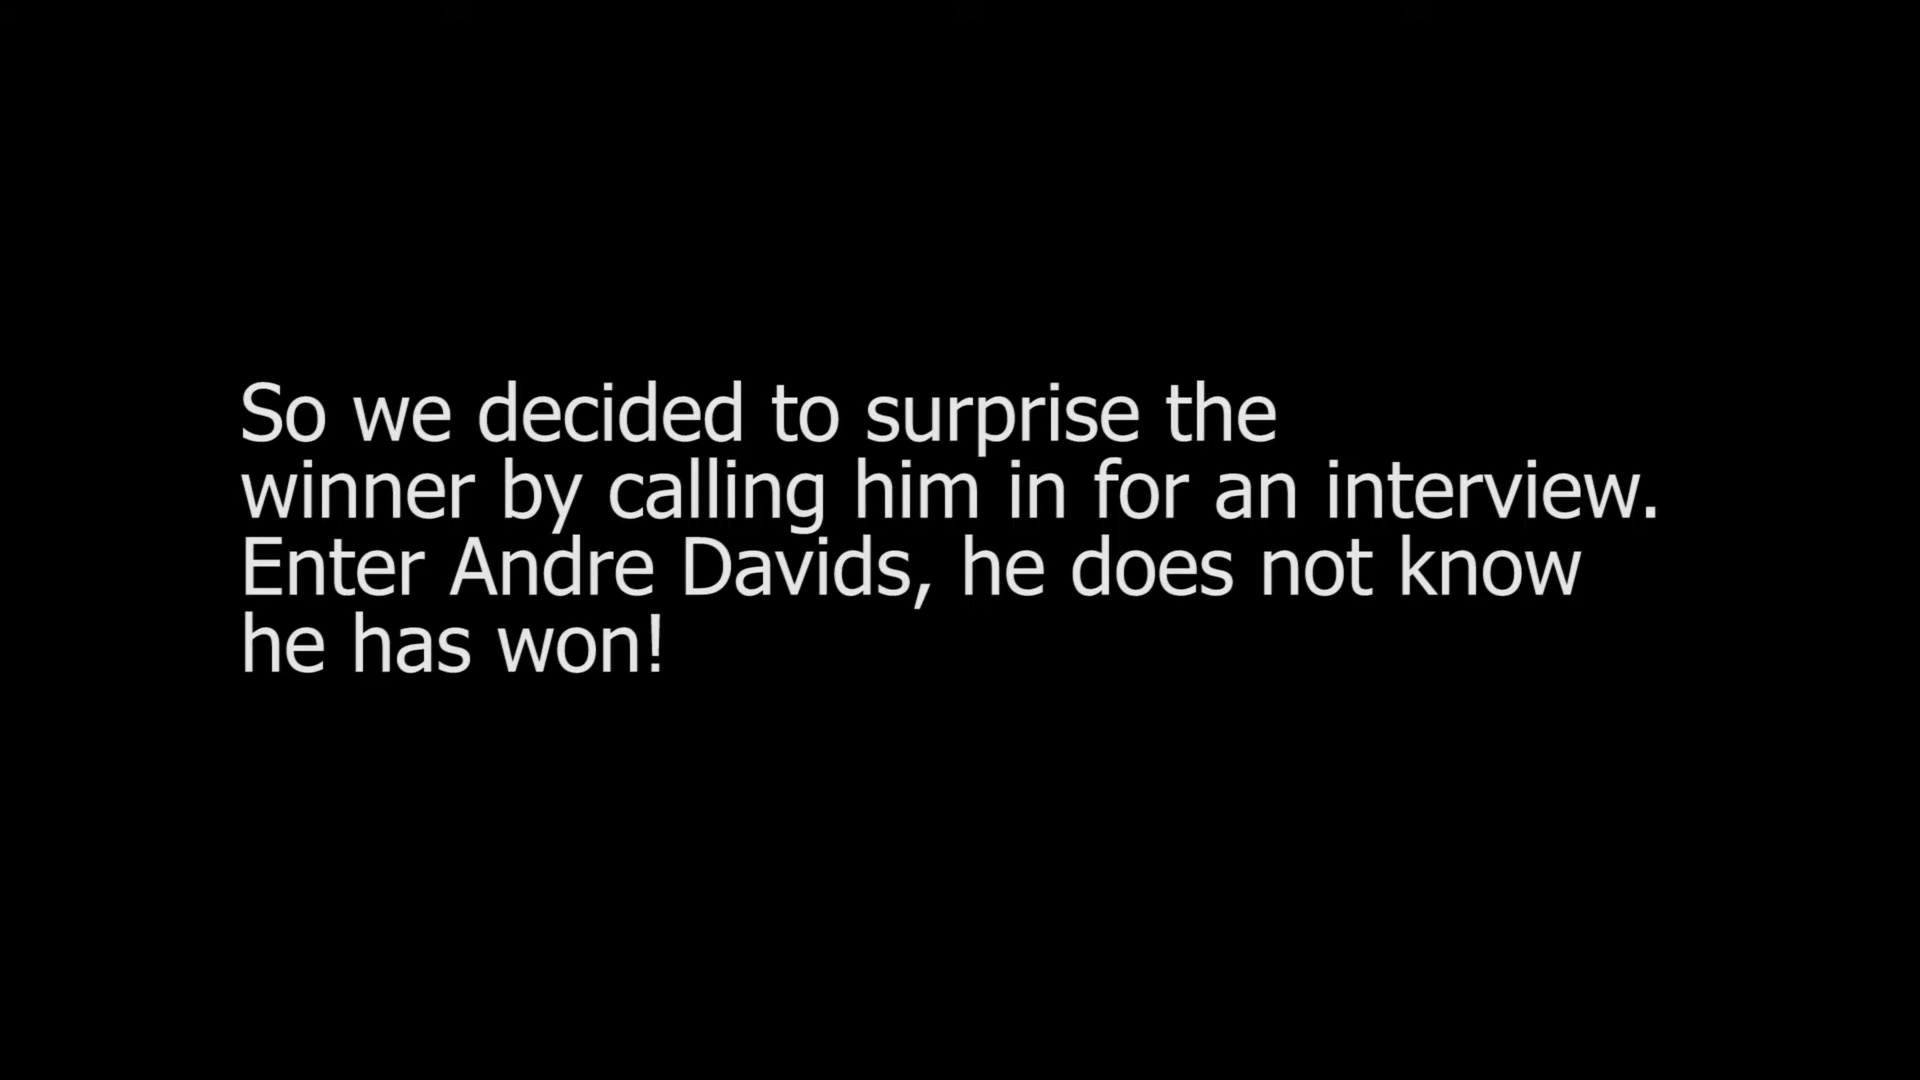 So we decided to surprise the
winner by calling him in for an interview.
Enter Andre Davids, he does not know
he has won!